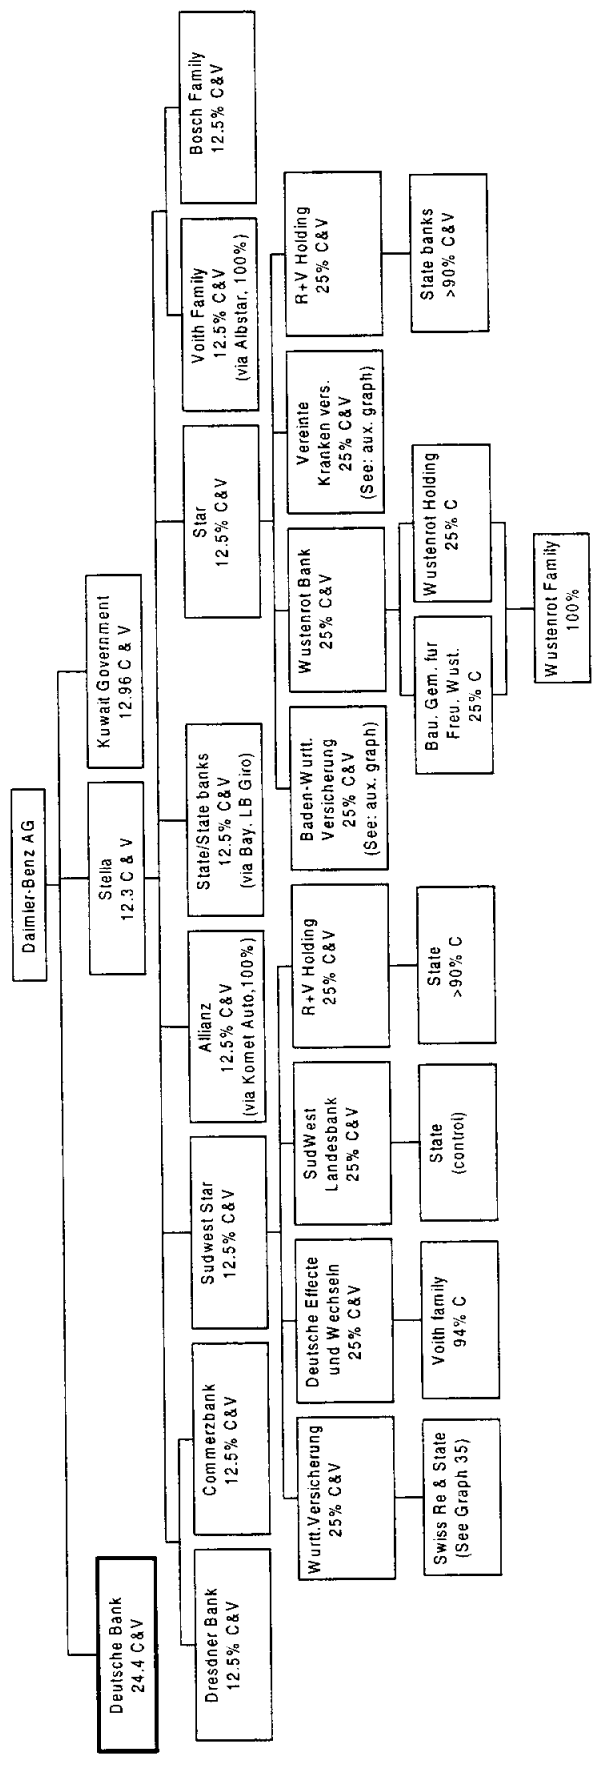 Daimler-Benz AG
Deutsche Bank
24.4 C&V
Stella
12.3 C & V
Kuwait Government
12.96 C & V
Dresdner Bank
12.5% C&V
Commerzbank
12.5% C&V
Sudwest Star
12.5% C&V
Allianz
12.5% C&V
(via Komet Auto,100%)
State/State banks
12.5% C&V
(via Bay. LB Giro)
Star
12.5% C&V
Voith Family
12.5% C&V
(via Albstar, 100%)
Bosch Family
12.5% C&V
Wurtt.Versicherung
25% C&V
Deutsche Effecte
und Wechseln
25% C&V
SudWest
Landesbank
25% C&V
R+V Holding
25% C&V
Baden-Wurtt.
Versicherung
25% C&V
(See: aux. graph)
Wustenrot Bank
25% C&V
Vereinte
Kranken vers.
25% C&V
(See: aux. graph)
R+V Holding
25% C&V
Swiss Re & State
(See Graph 35)
Voith family
94% C
State
(control)
State
>90% C
Bau. Gem. fur
Freu. Wust.
25% C
Wustenrot Holding
25% C
State banks
>90% C&V
Wustenrot Family
100%